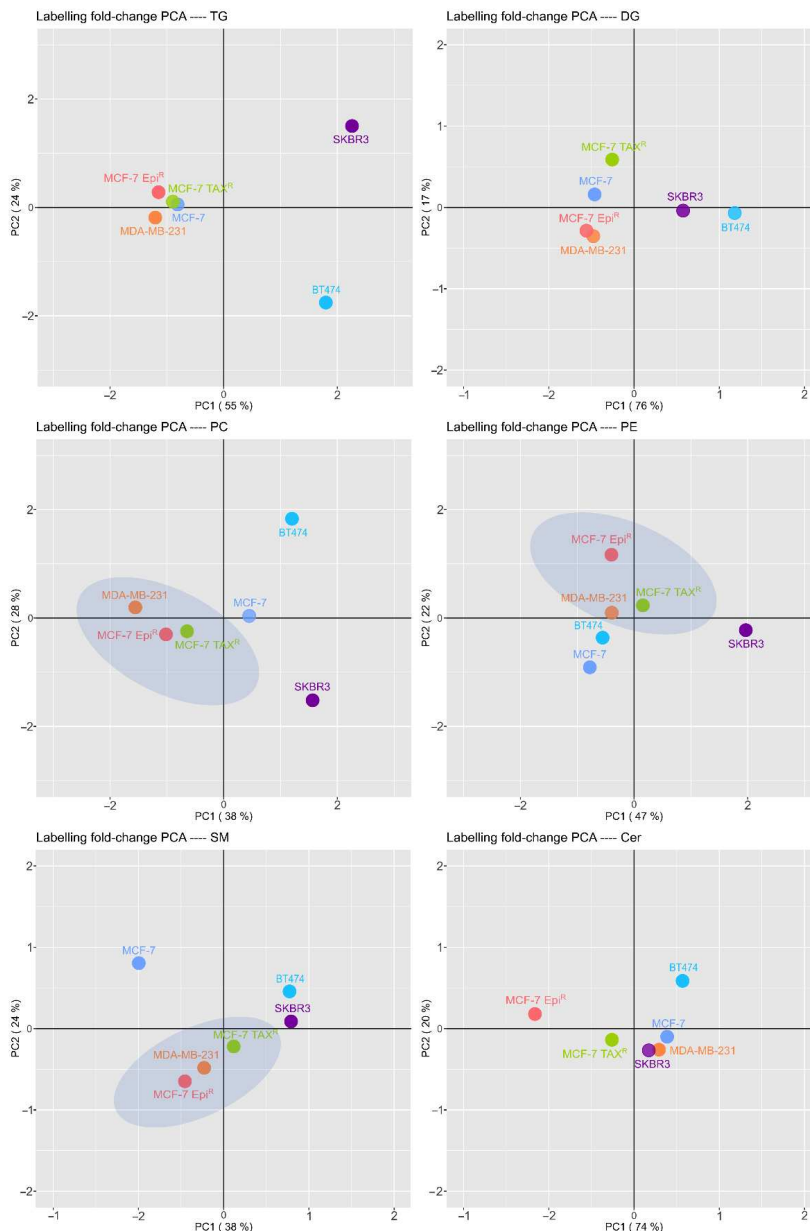 Labelling fold-change PCA ---- TG
2
SKBR3
MCF-7 Epiᴿ
MCF-7 TAXᴿ
0
MCF-7
MDA-MB-231
BT474
−2
PC2 ( 24 %)
−2
0
2
PC1 ( 55 %)
Labelling fold-change PCA ---- DG
2
1
MCF-7 TAXᴿ
MCF-7
SKBR3
0
MCF-7 Epiᴿ
BT474
MDA-MB-231
−1
−2
PC2 ( 17 %)
−1
−1
0
1
1
PC1 ( 76 %)
Labelling fold-change PCA ---- PC
2
BT474
MDA-MB-231
MCF-7
0
MCF-7 Epiᴿ
MCF-7 TAXᴿ
SKBR3
−2
PC2 ( 28 %)
−2
0
2
PC1 ( 38 %)
Labelling fold-change PCA ---- PE
2
MCF-7 Epiᴿ
MCF-7 TAXᴿ
MDA-MB-231
0
BT474
SKBR3
MCF-7
−2
PC2 ( 22 %)
−2
0
2
PC1 ( 47 %)
Labelling fold-change PCA ---- SM
2
1
MCF-7
BT474
SKBR3
0
MCF-7 TAXᴿ
MDA-MB-231
MCF-7 Epiᴿ
−1
−2
PC2 ( 24 %)
−2
−1
0
1
2
PC1 ( 38 %)
Labelling fold-change PCA ---- Cer
2
1
BT474
MCF-7 Epiᴿ
0
MCF-7
MCF-7 TAXᴿ
MDA-MB-231
SKBR3
−1
−2
PC2 ( 20 %)
−2
−1
0
1
2
PC1 ( 74 %)